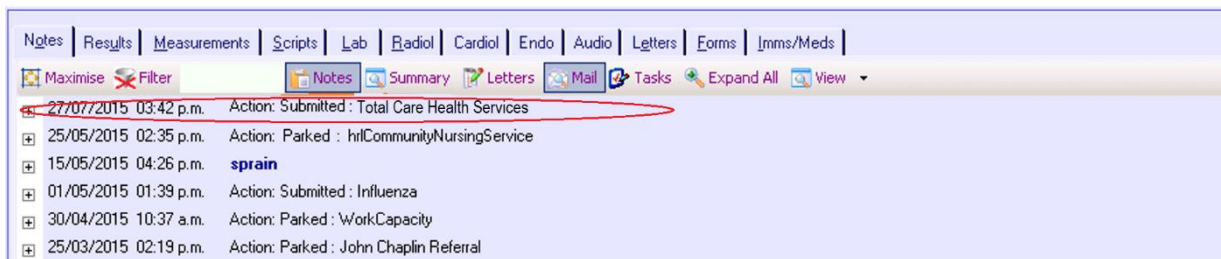 Notes Results Measurements Scripts Lab Radiol Cardiol Endo Audio Letters Forms Imms/Meds
Maximise Filter Notes Summary Letters Mail Tasks Expand All View
27/07/2015 03:42 p.m. Action: Submitted : Total Care Health Services
25/05/2015 02:35 p.m. Action: Parked : hrlCommunityNursingService
15/05/2015 04:26 p.m. sprain
01/05/2015 01:39 p.m. Action: Submitted : Influenza
30/04/2015 10:37 a.m. Action: Parked : WorkCapacity
25/03/2015 02:19 p.m. Action: Parked : John Chaplin Referral